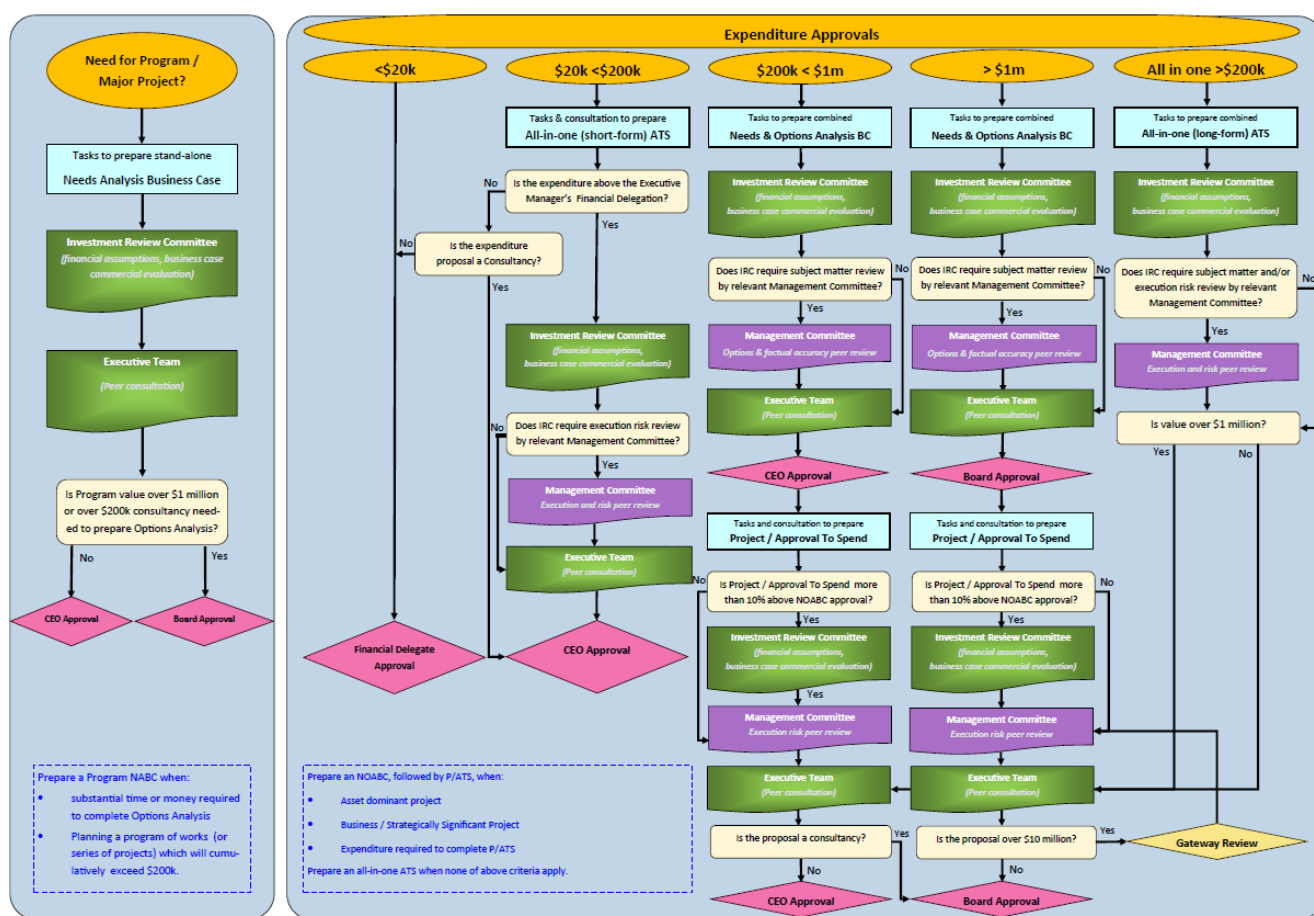 Need for Program /
Major Project?
Tasks to prepare stand-alone
Needs Analysis Business Case
Investment Review Committee
(financial assumptions, business case
commercial evaluation)
Executive Team
(Peer consultation)
Is Program value over $1 million
or over $200k consultancy need-
ed to prepare Options Analysis?
No
Yes
CEO Approval
Board Approval
Prepare a Program NABC when:
• substantial time or money required
to complete Options Analysis
• Planning a program of works (or
series of projects) which will cumu-
latively exceed $200k.
Expenditure Approvals
<$20k
Financial Delegate
Approval
$20k <$200k
Tasks & consultation to prepare
All-in-one (short-form) ATS
Is the expenditure above the Executive
Manager's Financial Delegation?
No
Yes
Is the expenditure
proposal a Consultancy?
No
Yes
Investment Review Committee
(financial assumptions,
business case commercial evaluation)
Does IRC require execution risk review
by relevant Management Committee?
No
Yes
Management Committee
Execution and risk peer review
Executive Team
(Peer consultation)
CEO Approval
Prepare an NOABC, followed by P/ATS, when:
• Asset dominant project
• Business / Strategically Significant Project
• Expenditure required to complete P/ATS
Prepare an all-in-one ATS when none of above criteria apply.
$200k < $1m
Tasks to prepare combined
Needs & Options Analysis BC
Investment Review Committee
(financial assumptions,
business case commercial evaluation)
Does IRC require subject matter review
by relevant Management Committee?
No
Yes
Management Committee
Options & factual accuracy peer review
Executive Team
(Peer consultation)
CEO Approval
Tasks and consultation to prepare
Project / Approval To Spend
Is Project / Approval To Spend more
than 10% above NOABC approval?
No
Yes
Investment Review Committee
(financial assumptions,
business case commercial evaluation)
Yes
Management Committee
Execution risk peer review
Executive Team
(Peer consultation)
Is the proposal a consultancy?
Yes
No
CEO Approval
> $1m
Tasks to prepare combined
Needs & Options Analysis BC
Investment Review Committee
(financial assumptions,
business case commercial evaluation)
Does IRC require subject matter review
by relevant Management Committee?
No
Yes
Management Committee
Options & factual accuracy peer review
Executive Team
(Peer consultation)
Board Approval
Tasks and consultation to prepare
Project / Approval To Spend
Is Project / Approval To Spend more
than 10% above NOABC approval?
No
Yes
Investment Review Committee
(financial assumptions,
business case commercial evaluation)
Management Committee
Execution risk peer review
Executive Team
(Peer consultation)
Is the proposal over $10 million?
Yes
No
Board Approval
All in one >$200k
Tasks to prepare combined
All-in-one (long-form) ATS
Investment Review Committee
(financial assumptions,
business case commercial evaluation)
Does IRC require subject matter and/or
execution risk review by relevant
Management Committee?
No
Yes
Management Committee
Execution and risk peer review
Is value over $1 million?
Yes
No
Gateway Review